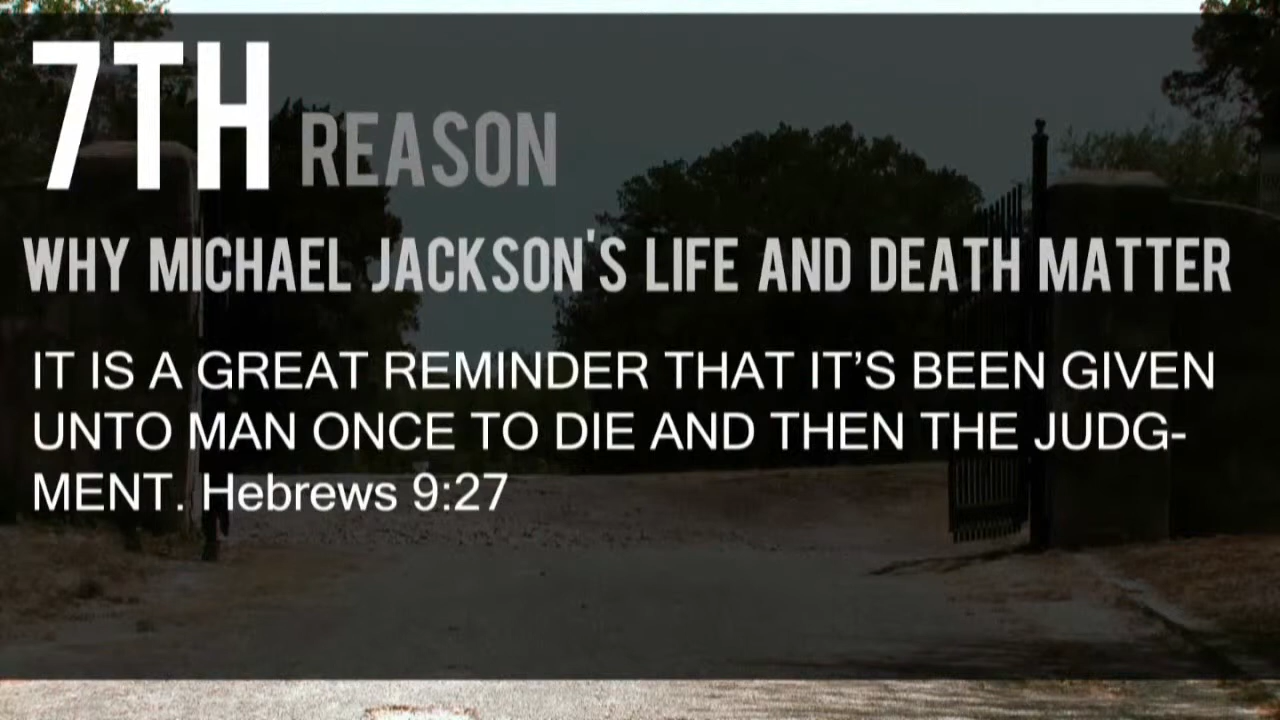 7TH REASON
WHY MICHAEL JACKSON'S LIFE AND DEATH MATTER
IT IS A GREAT REMINDER THAT IT’S BEEN GIVEN
UNTO MAN ONCE TO DIE AND THEN THE JUDG-
MENT. Hebrews 9:27